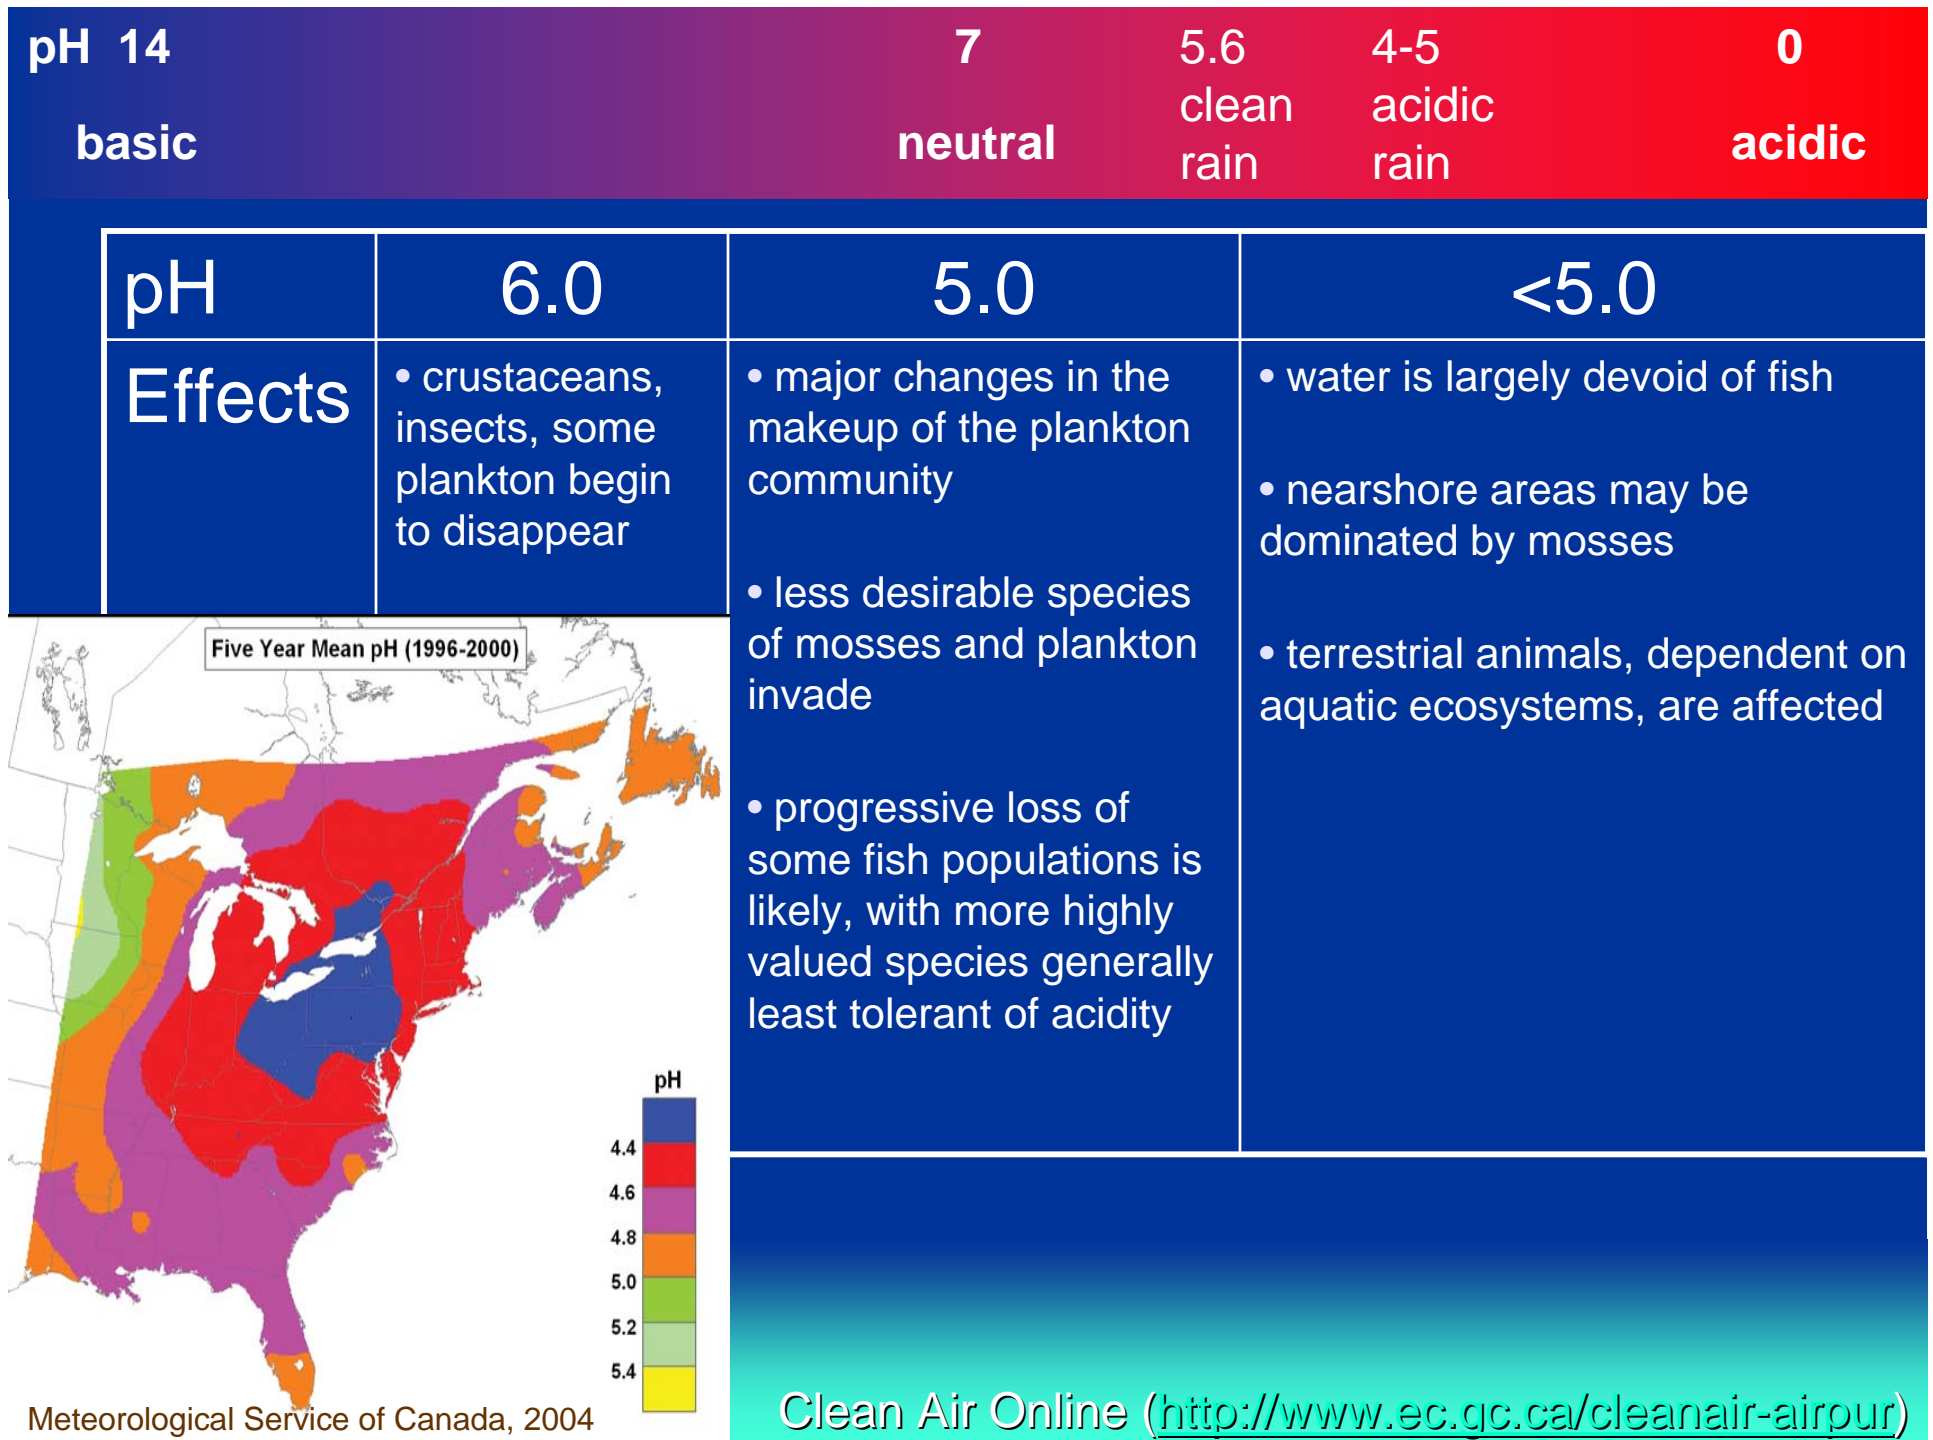 pH 14 7 5.6 4-5 0
clean acidic
basic neutral rain rain acidic
pH 6.0 5.0 <5.0
Effects
• crustaceans,
insects, some
plankton begin
to disappear
• major changes in the
makeup of the plankton
community
• less desirable species
of mosses and plankton
invade
• progressive loss of
some fish populations is
likely, with more highly
valued species generally
least tolerant of acidity
• water is largely devoid of fish
• nearshore areas may be
dominated by mosses
• terrestrial animals, dependent on
aquatic ecosystems, are affected
Five Year Mean pH (1996-2000)
pH
4.4
4.6
4.8
5.0
5.2
5.4
Meteorological Service of Canada, 2004
Clean Air Online (http://www.ec.gc.ca/cleanair-airpur)